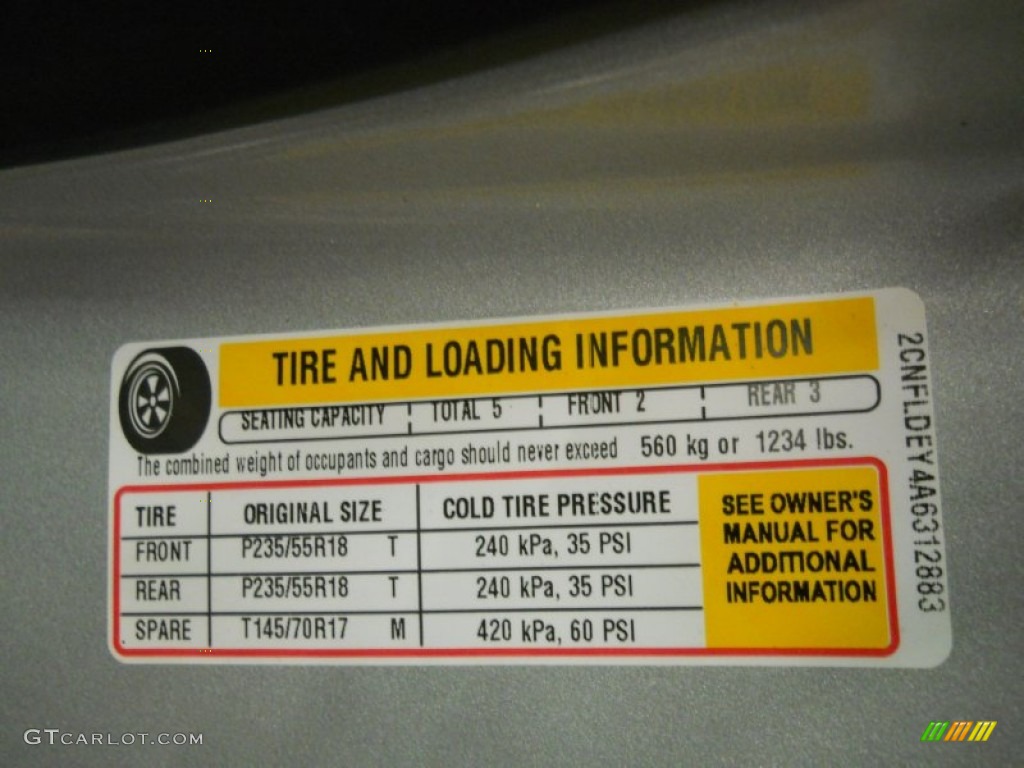 TIRE AND LOADING INFORMATION
SEATING CAPACITY TOTAL 5 FRONT 2 REAR 3
The combined weight of occupants and cargo should never exceed 560 kg or 1234 lbs.
TIRE ORIGINAL SIZE COLD TIRE PRESSURE
FRONT P235/55R18 T 240 kPa, 35 PSI
REAR P235/55R18 T 240 kPa, 35 PSI
SPARE T145/70R17 M 420 kPa, 60 PSI
SEE OWNER'S
MANUAL FOR
ADDITIONAL
INFORMATION
2CNFLDEY4A6312883
GTCARLOT.COM